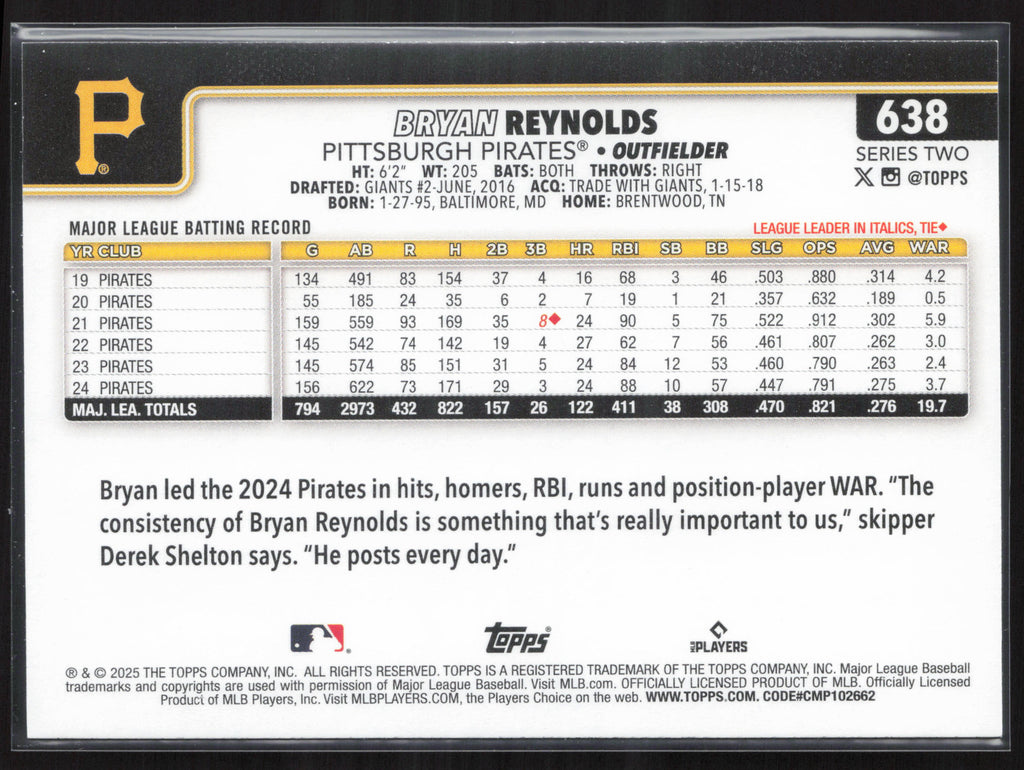 P®
638
BRYAN REYNOLDS
PITTSBURGH PIRATES® • OUTFIELDER
SERIES TWO
@TOPPS
HT: 6'2" WT: 205 BATS: BOTH THROWS: RIGHT
DRAFTED: GIANTS #2-JUNE, 2016 ACQ: TRADE WITH GIANTS, 1-15-18
BORN: 1-27-95, BALTIMORE, MD HOME: BRENTWOOD, TN
MAJOR LEAGUE BATTING RECORD LEAGUE LEADER IN ITALICS, TIE◆
YR CLUB G AB R H 2B 3B HR RBI SB BB SLG OPS AVG WAR
19 PIRATES 134 491 83 154 37 4 16 68 3 46 .503 .880 .314 4.2
20 PIRATES 55 185 24 35 6 2 7 19 1 21 .357 .632 .189 0.5
21 PIRATES 159 559 93 169 35 8◆ 24 90 5 75 .522 .912 .302 5.9
22 PIRATES 145 542 74 142 19 4 27 62 7 56 .461 .807 .262 3.0
23 PIRATES 145 574 85 151 31 5 24 84 12 53 .460 .790 .263 2.4
24 PIRATES 156 622 73 171 29 3 24 88 10 57 .447 .791 .275 3.7
MAJ. LEA. TOTALS 794 2973 432 822 157 26 122 411 38 308 .470 .821 .276 19.7
Bryan led the 2024 Pirates in hits, homers, RBI, runs and position-player WAR. "The
consistency of Bryan Reynolds is something that's really important to us," skipper
Derek Shelton says. "He posts every day."
® TOPPS® MLB PLAYERS
® & © 2025 THE TOPPS COMPANY, INC. ALL RIGHTS RESERVED. TOPPS IS A REGISTERED TRADEMARK OF THE TOPPS COMPANY, INC. Major League Baseball
trademarks and copyrights are used with permission of Major League Baseball. Visit MLB.com. OFFICIALLY LICENSED PRODUCT OF MLB. Officially Licensed
Product of MLB Players, Inc. Visit MLBPLAYERS.COM, the Players Choice on the web. WWW.TOPPS.COM. CODE#CMP102662